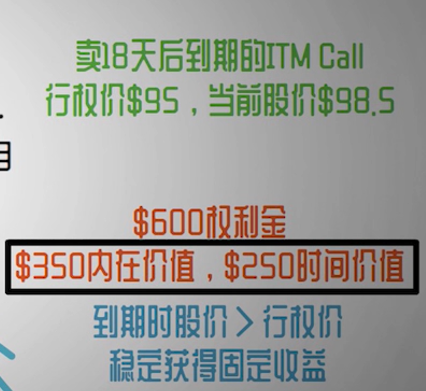 卖18天后到期的ITM Call
行权价$95，当前股价$98.5
$600权利金
$350内在价值，$250时间价值
到期时股价 > 行权价
稳定获得固定收益